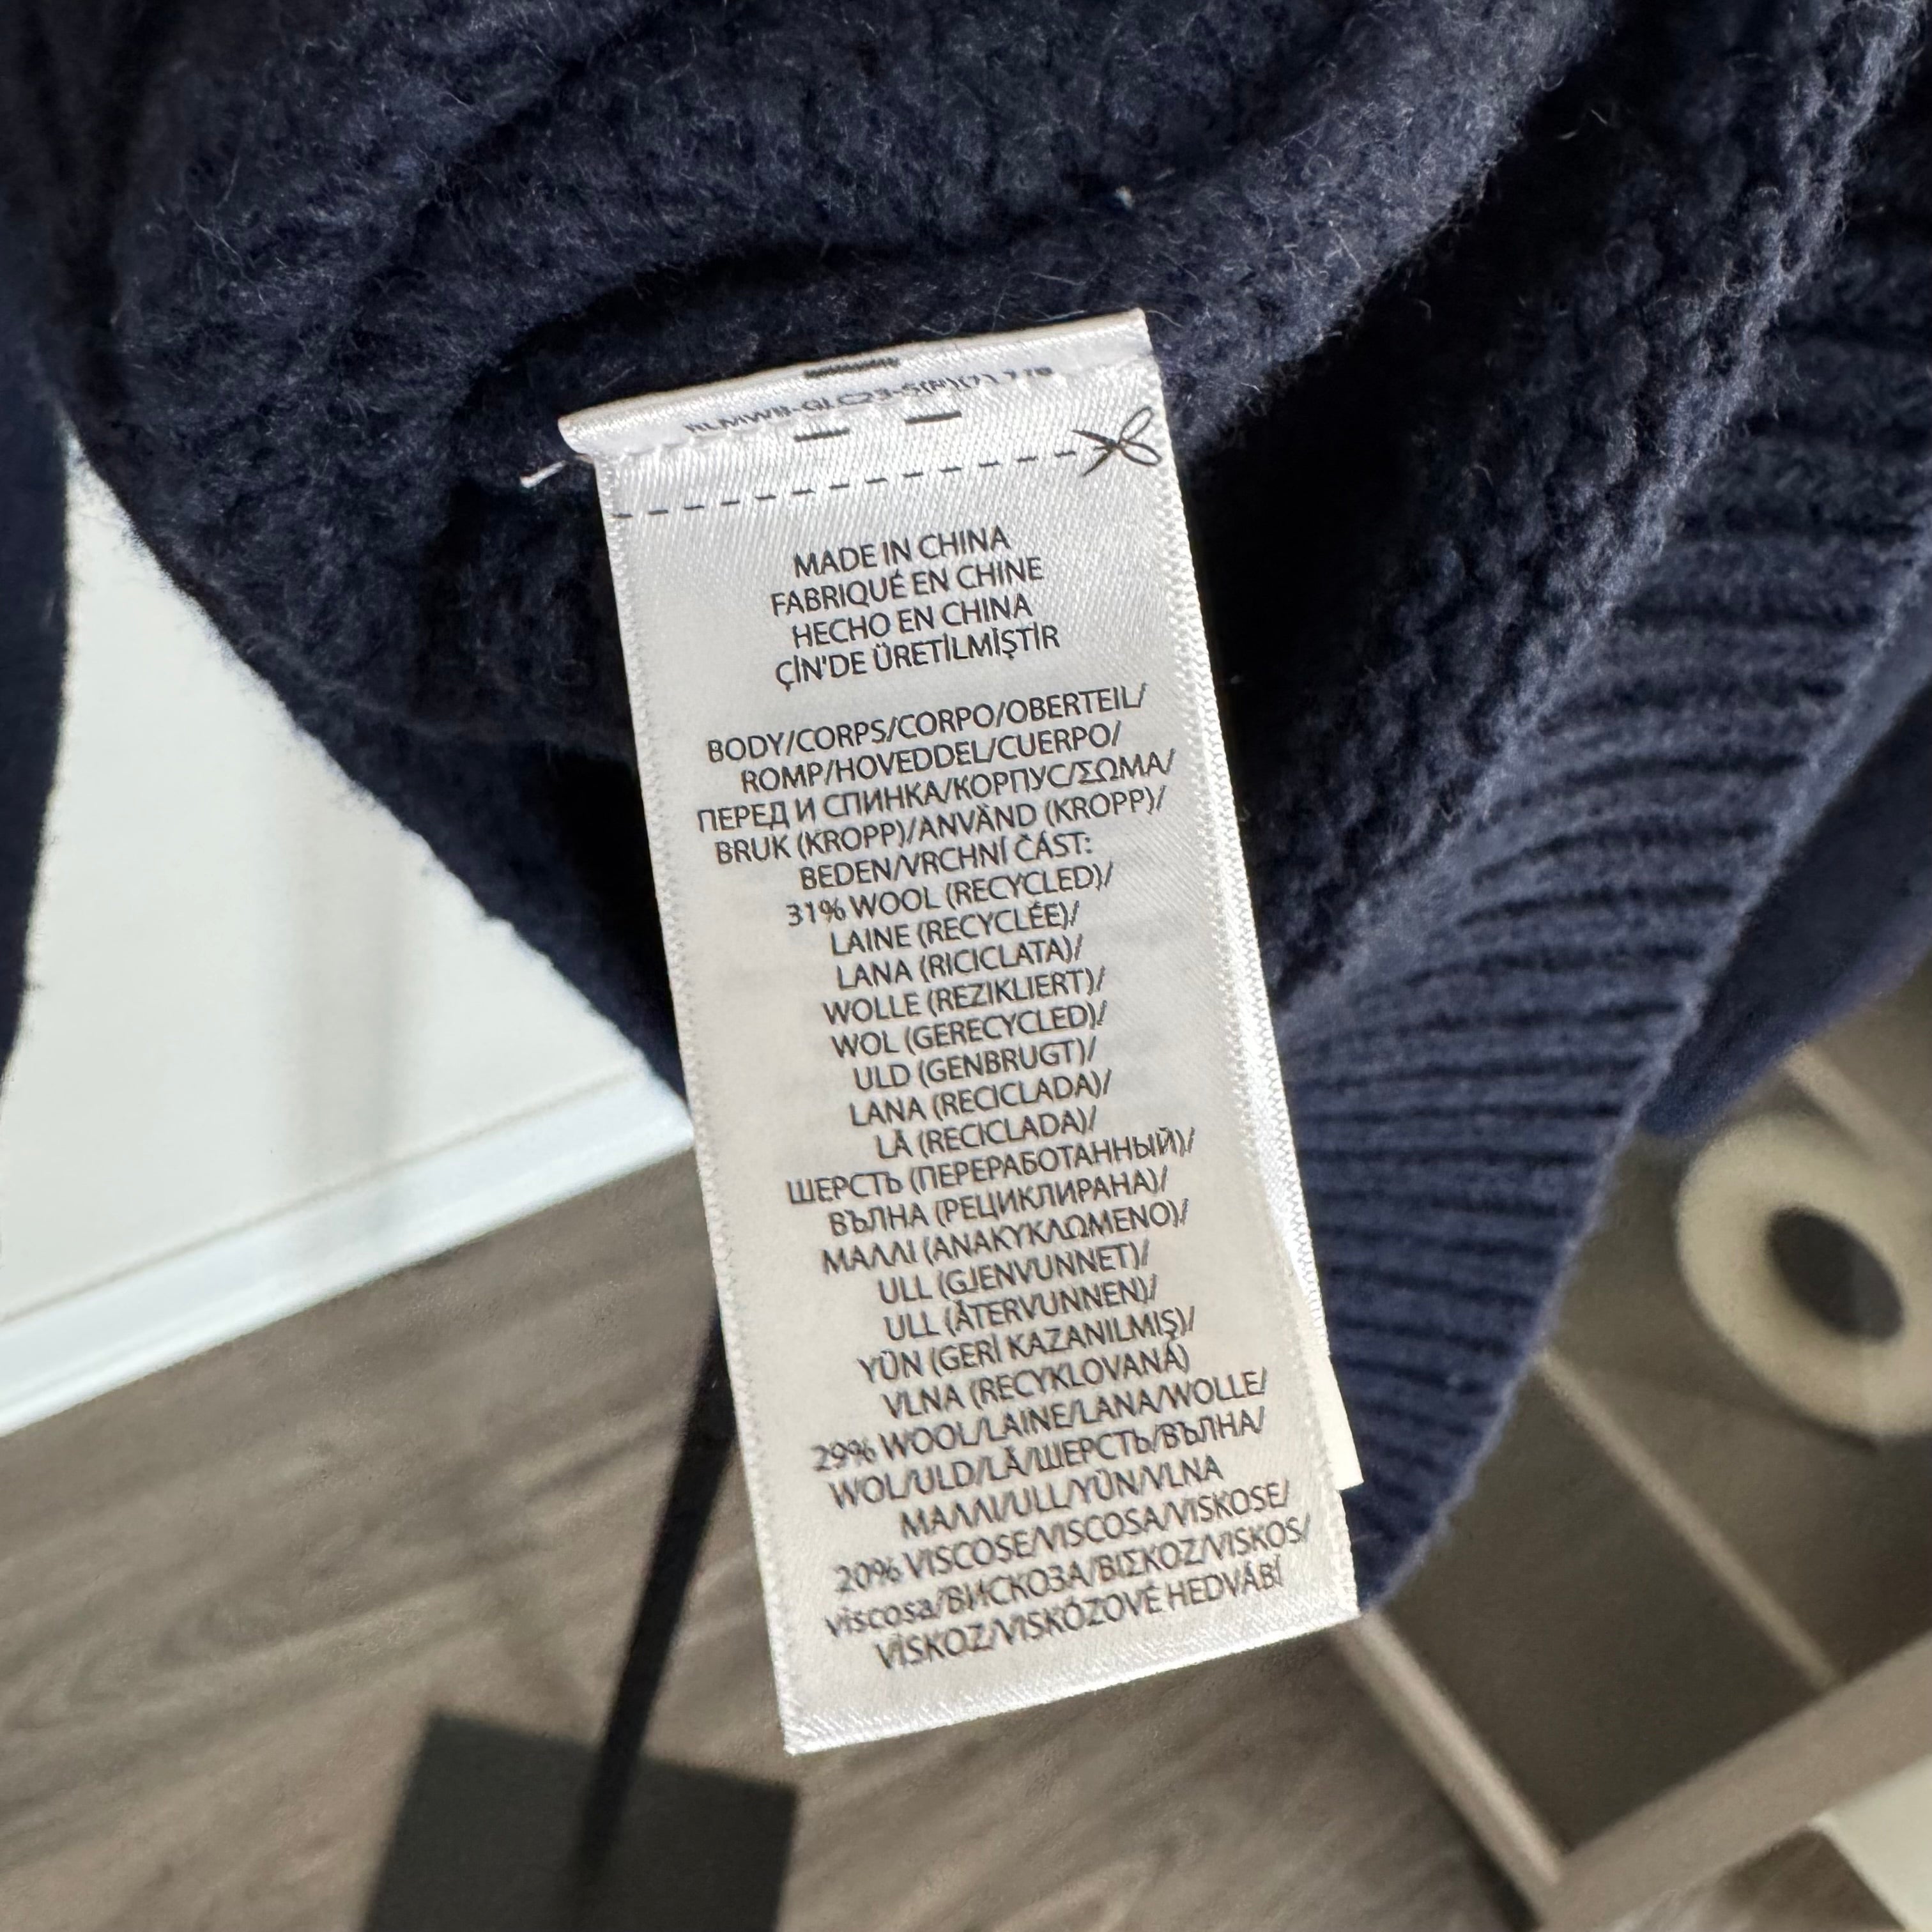 MADE IN CHINA
FABRIQUÉ EN CHINE
HECHO EN CHINA
ÇİN'DE ÜRETİLMİŞTİR
BODY/CORPS/CORPO/OBERTEIL/
ROMP/HOVEDDEL/CUERPO/
ПЕРЕД И СПИНКА/КОРПУС/ΣΩΜΑ/
BRUK (KROPP)/ANVÄND (KROPP)/
BEDEN/VRCHNÍ ČÁST:
31% WOOL (RECYCLED)/
LAINE (RECYCLÉE)/
LANA (RICICLATA)/
WOLLE (REZIKLIERT)/
WOL (GERECYCLED)/
ULD (GENBRUGT)/
LANA (RECICLADA)/
LÃ (RECICLADA)/
ШЕРСТЬ (ПЕРЕРАБОТАННЫЙ)/
ВЪЛНА (РЕЦИКЛИРАНА)/
ΜΑΛΛΙ (ΑΝΑΚΥΚΛΩΜΕΝΟ)/
ULL (GJENVUNNET)/
ULL (ÅTERVUNNEN)/
YÜN (GERİ KAZANILMIŞ)/
VLNA (RECYKLOVANÁ)
29% WOOL/LAINE/LANA/WOLLE/
WOL/ULD/LÃ/ШЕРСТЬ/ВЪЛНА/
ΜΑΛΛΙ/ULL/YÜN/VLNA
20% VISCOSE/VISCOSA/VISKOSE/
viscosa/ВИСКОЗА/ΒΙΣΚΟΖ/VISKOS/
VİSKOZ/VISKÓZOVÉ HEDVÁBÍ